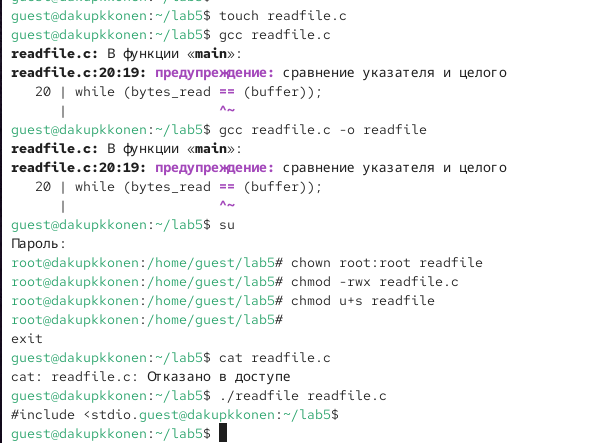 guest@dakupkkonen:~/lab5$ touch readfile.c
guest@dakupkkonen:~/lab5$ gcc readfile.c
readfile.c: В функции «main»:
readfile.c:20:19: предупреждение: сравнение указателя и целого
   20 | while (bytes_read == (buffer));
      |                   ^~
guest@dakupkkonen:~/lab5$ gcc readfile.c -o readfile
readfile.c: В функции «main»:
readfile.c:20:19: предупреждение: сравнение указателя и целого
   20 | while (bytes_read == (buffer));
      |                   ^~
guest@dakupkkonen:~/lab5$ su
Пароль:
root@dakupkkonen:/home/guest/lab5# chown root:root readfile
root@dakupkkonen:/home/guest/lab5# chmod -rwx readfile.c
root@dakupkkonen:/home/guest/lab5# chmod u+s readfile
root@dakupkkonen:/home/guest/lab5#
exit
guest@dakupkkonen:~/lab5$ cat readfile.c
cat: readfile.c: Отказано в доступе
guest@dakupkkonen:~/lab5$ ./readfile readfile.c
#include <stdio.guest@dakupkkonen:~/lab5$
guest@dakupkkonen:~/lab5$